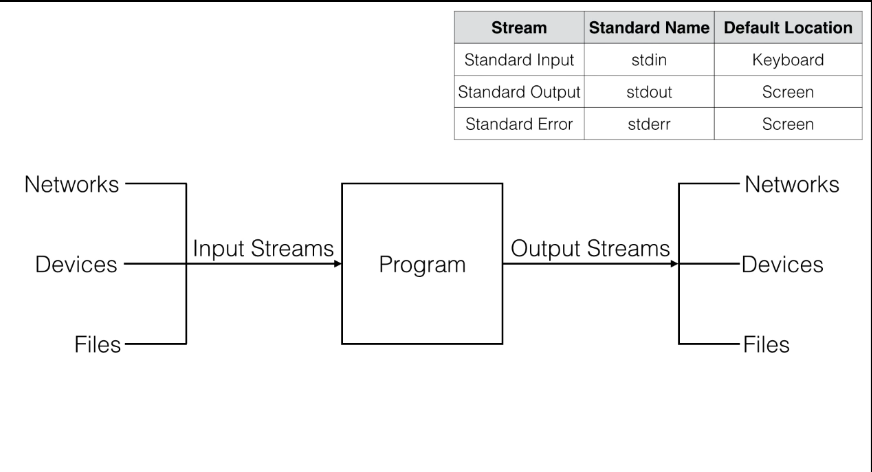 Stream Standard Name Default Location
Standard Input stdin Keyboard
Standard Output stdout Screen
Standard Error stderr Screen
Networks Networks
Input Streams Output Streams
Devices Program Devices
Files Files